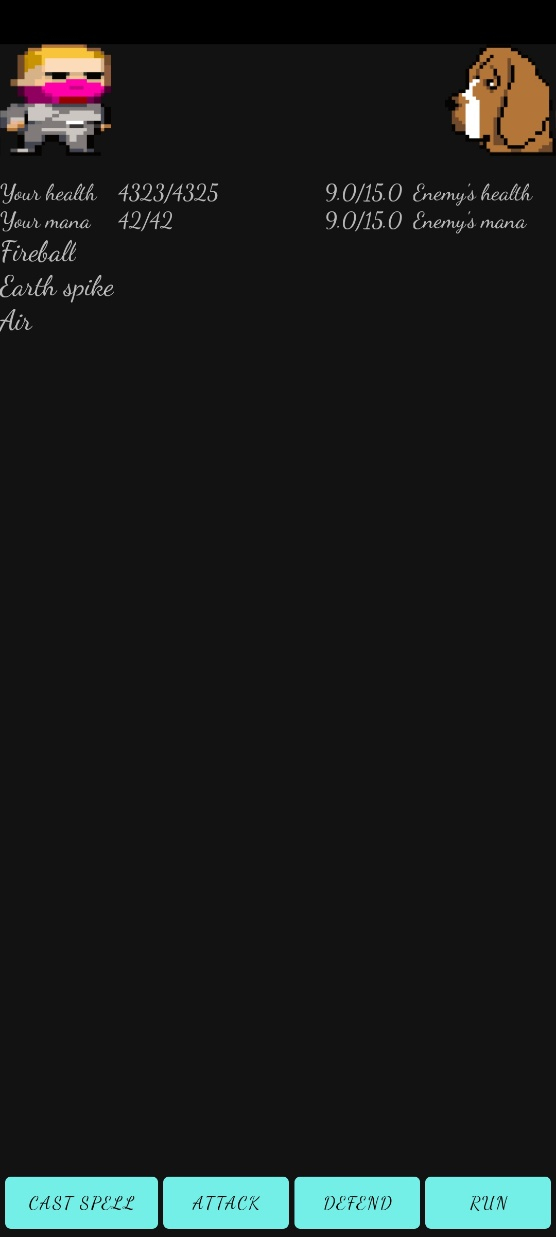 Your health 4323/4325 9.0/15.0 Enemy's health
Your mana 42/42 9.0/15.0 Enemy's mana
Fireball
Earth spike
Air
CAST SPELL ATTACK DEFEND RUN